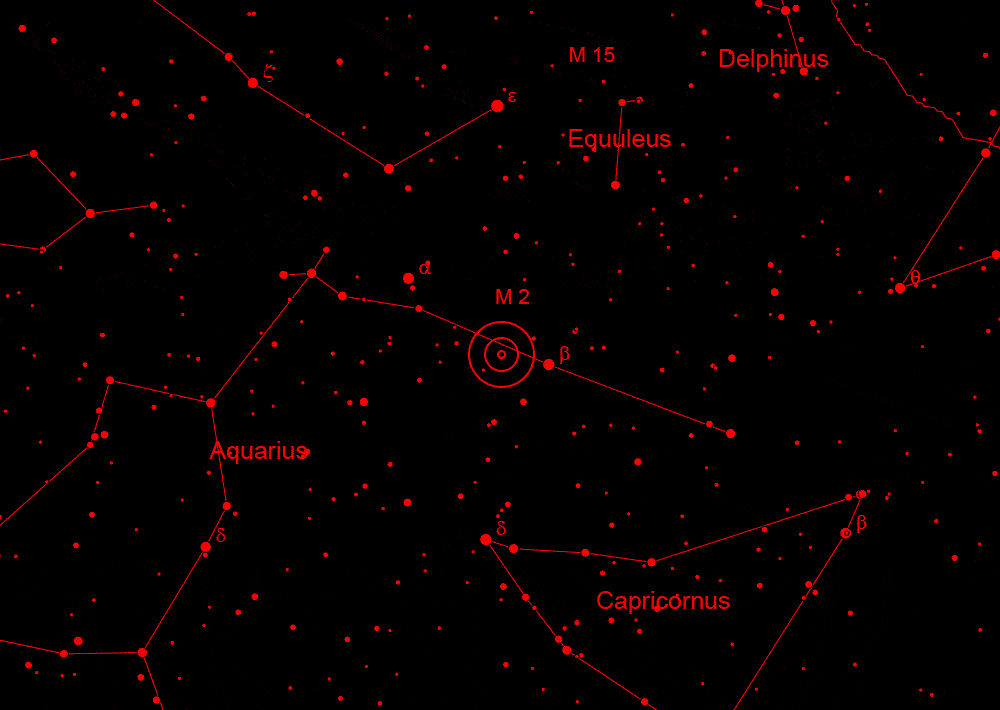 M 15
Delphinus
ζ
ε
Equuleus
α
θ
M 2
β
Aquarius
β
δ
δ
Capricornus